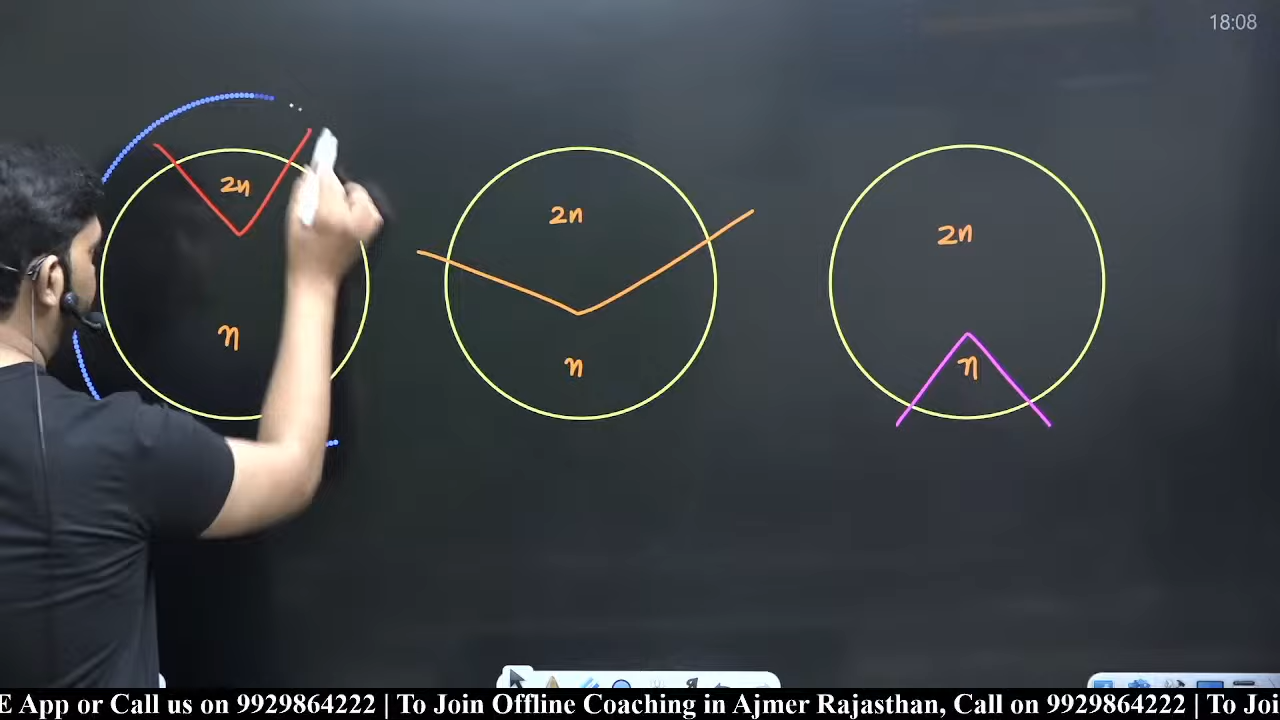 18:08
2n
n
2n
n
2n
n
E App or Call us on 9929864222 | To Join Offline Coaching in Ajmer Rajasthan, Call on 9929864222 | To Joi